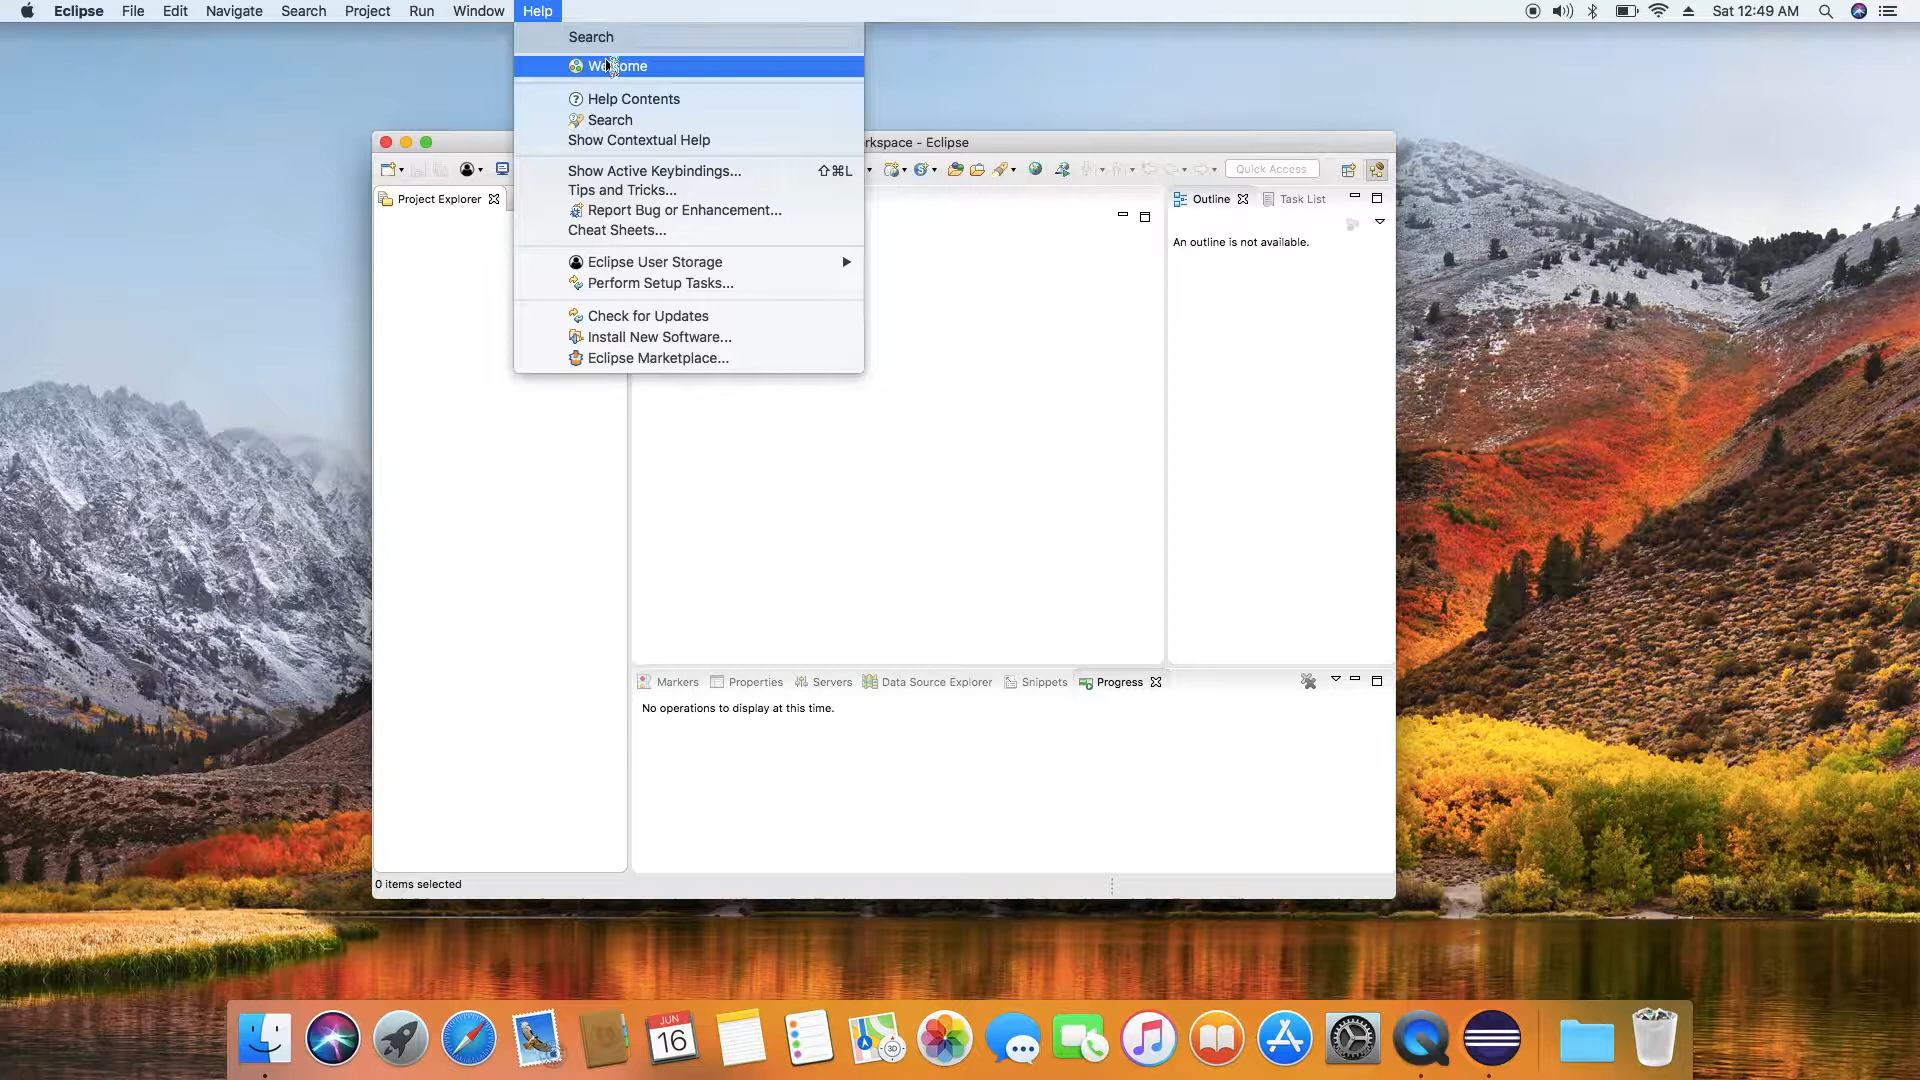 Eclipse File Edit Navigate Search Project Run Window Help Sat 12:49 AM
Search
Welcome
Help Contents
Search
Show Contextual Help
Show Active Keybindings... ⇧⌘L
Tips and Tricks...
Report Bug or Enhancement...
Cheat Sheets...
Eclipse User Storage
Perform Setup Tasks...
Check for Updates
Install New Software...
Eclipse Marketplace...
rkspace - Eclipse
Quick Access
Project Explorer
Outline Task List
An outline is not available.
Markers Properties Servers Data Source Explorer Snippets Progress
No operations to display at this time.
0 items selected
JUN
16
3D